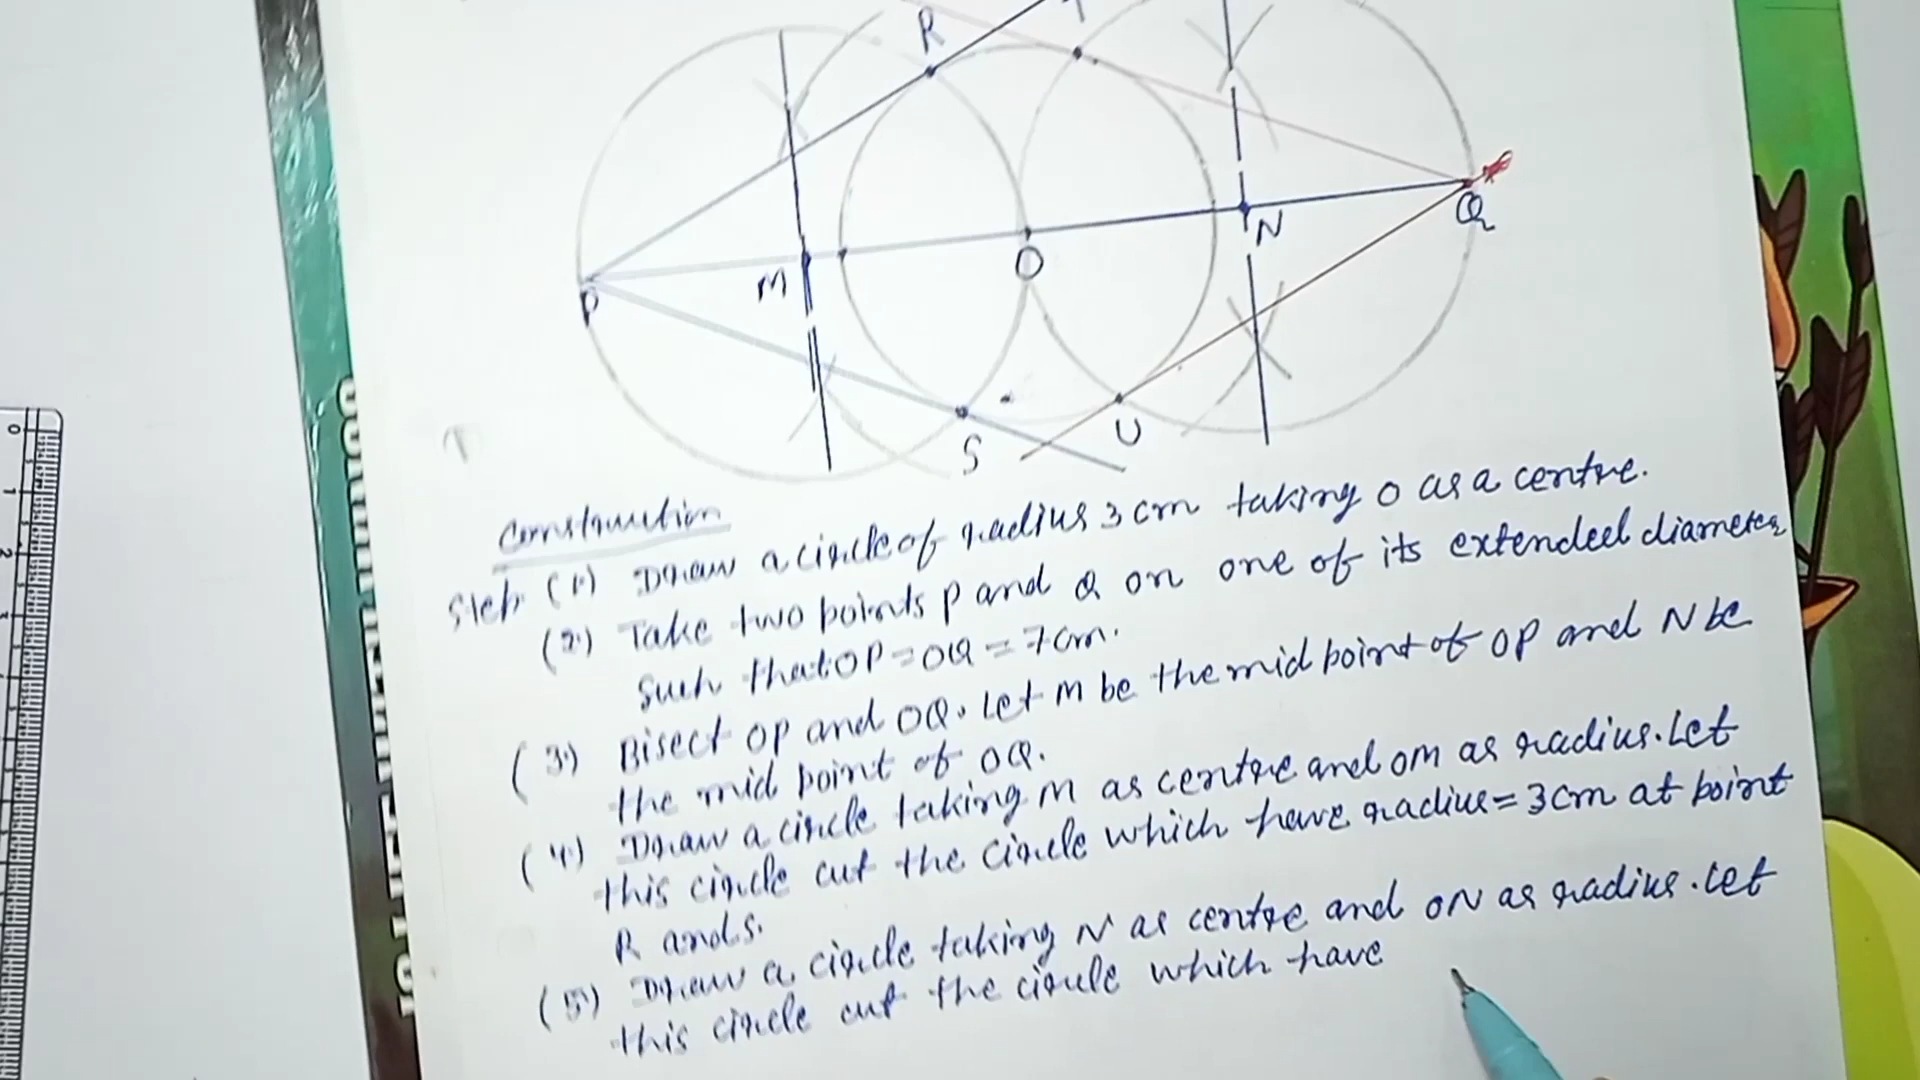 R
T
M
O
N
Q
P
S
U
Construction
Step (1.) Draw a circle of radius 3 cm taking O as a centre.
(2.) Take two points P and Q on one of its extended diameter
such that OP = OQ = 7cm.
(3.) Bisect OP and OQ. Let M be the mid point of OP and N be
the mid point of OQ.
(4.) Draw a circle taking M as centre and OM as radius. Let
this circle cut the circle which have radius = 3cm at point
R and S.
(5.) Draw a circle taking N as centre and ON as radius. Let
this circle cut the circle which have
0
1
2
3